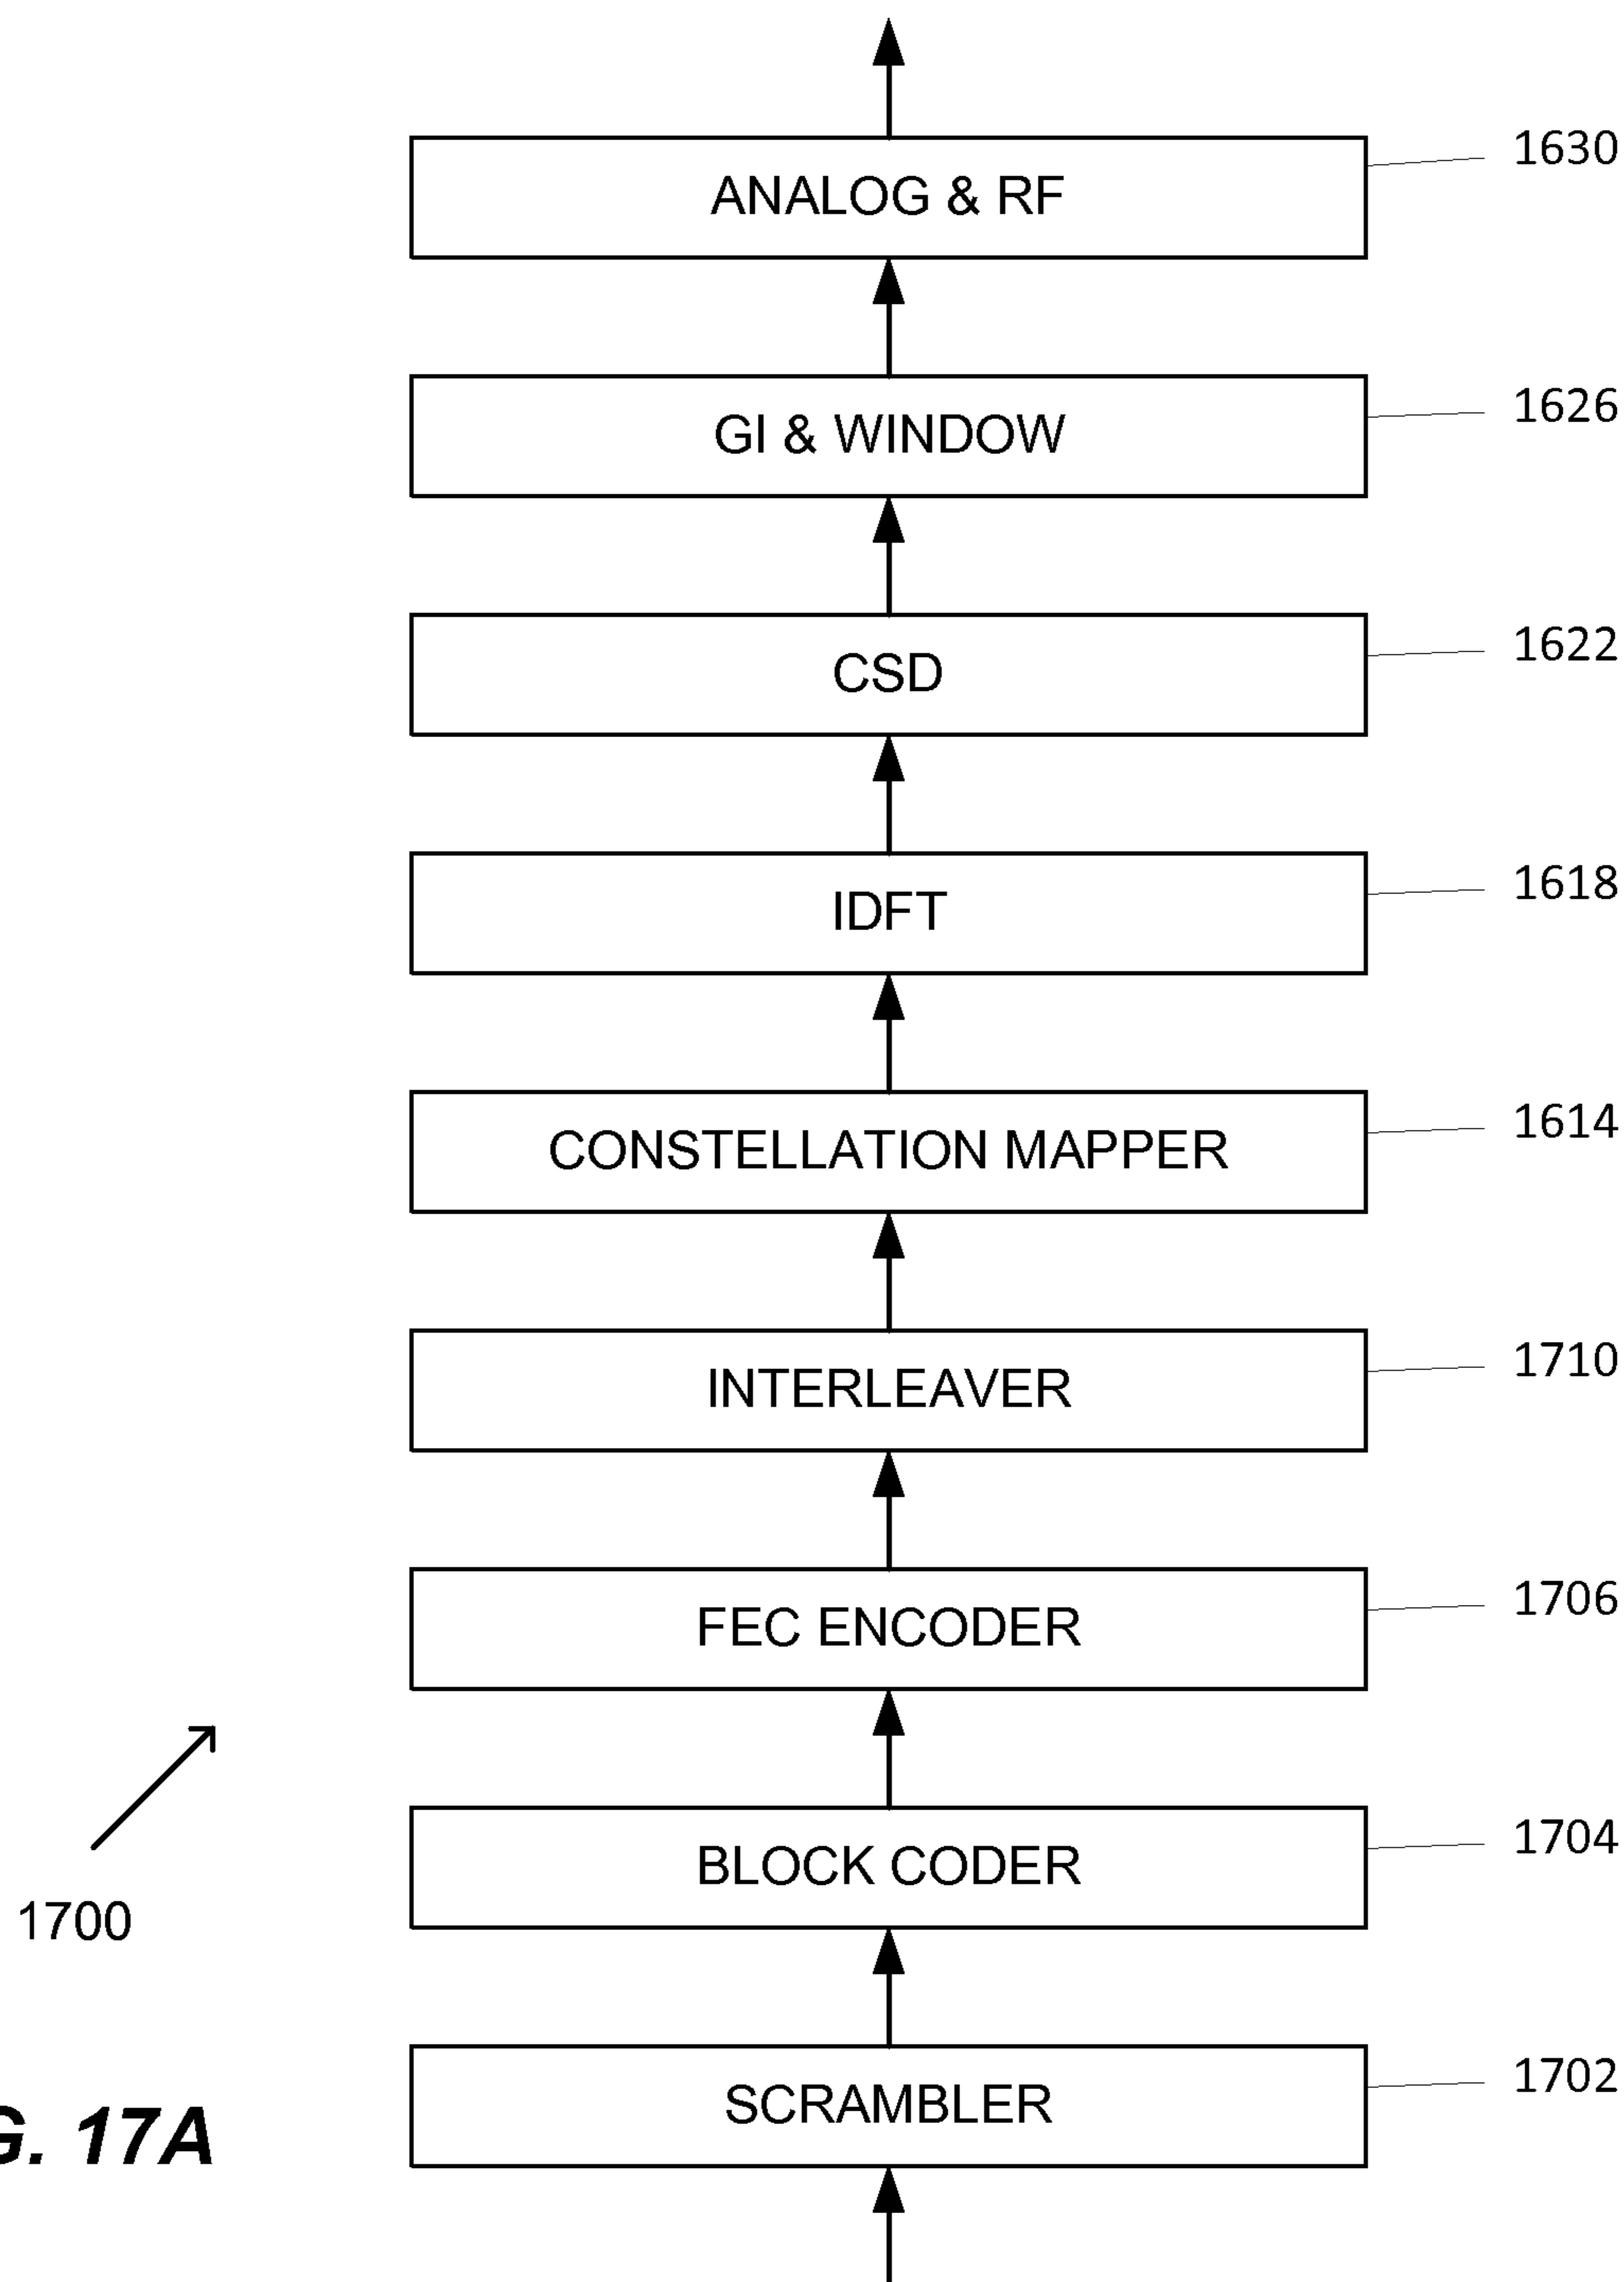 ANALOG & RF
1630
GI & WINDOW
1626
CSD
1622
IDFT
1618
CONSTELLATION MAPPER
1614
INTERLEAVER
1710
FEC ENCODER
1706
BLOCK CODER
1704
1700
SCRAMBLER
1702
G. 17A